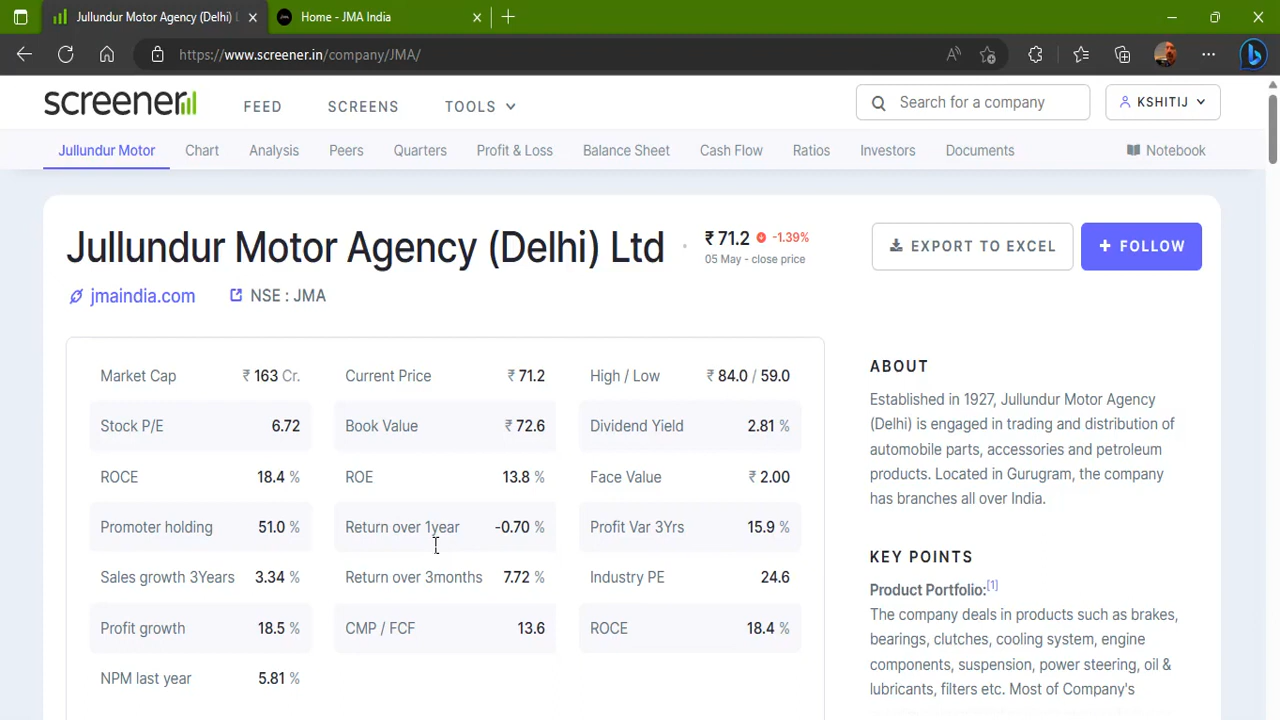 Jullundur Motor Agency (Delhi)
Home - JMA India
https://www.screener.in/company/JMA/
screener
FEED SCREENS TOOLS
Search for a company
KSHITIJ
Jullundur Motor Chart Analysis Peers Quarters Profit & Loss Balance Sheet Cash Flow Ratios Investors Documents Notebook
Jullundur Motor Agency (Delhi) Ltd
₹ 71.2 -1.39%
05 May - close price
EXPORT TO EXCEL
+ FOLLOW
jmaindia.com NSE : JMA
Market Cap ₹ 163 Cr. Current Price ₹ 71.2 High / Low ₹ 84.0 / 59.0
Stock P/E 6.72 Book Value ₹ 72.6 Dividend Yield 2.81 %
ROCE 18.4 % ROE 13.8 % Face Value ₹ 2.00
Promoter holding 51.0 % Return over 1year -0.70 % Profit Var 3Yrs 15.9 %
Sales growth 3Years 3.34 % Return over 3months 7.72 % Industry PE 24.6
Profit growth 18.5 % CMP / FCF 13.6 ROCE 18.4 %
NPM last year 5.81 %
ABOUT
Established in 1927, Jullundur Motor Agency
(Delhi) is engaged in trading and distribution of
automobile parts, accessories and petroleum
products. Located in Gurugram, the company
has branches all over India.
KEY POINTS
Product Portfolio:[1]
The company deals in products such as brakes,
bearings, clutches, cooling system, engine
components, suspension, power steering, oil &
lubricants, filters etc. Most of Company's